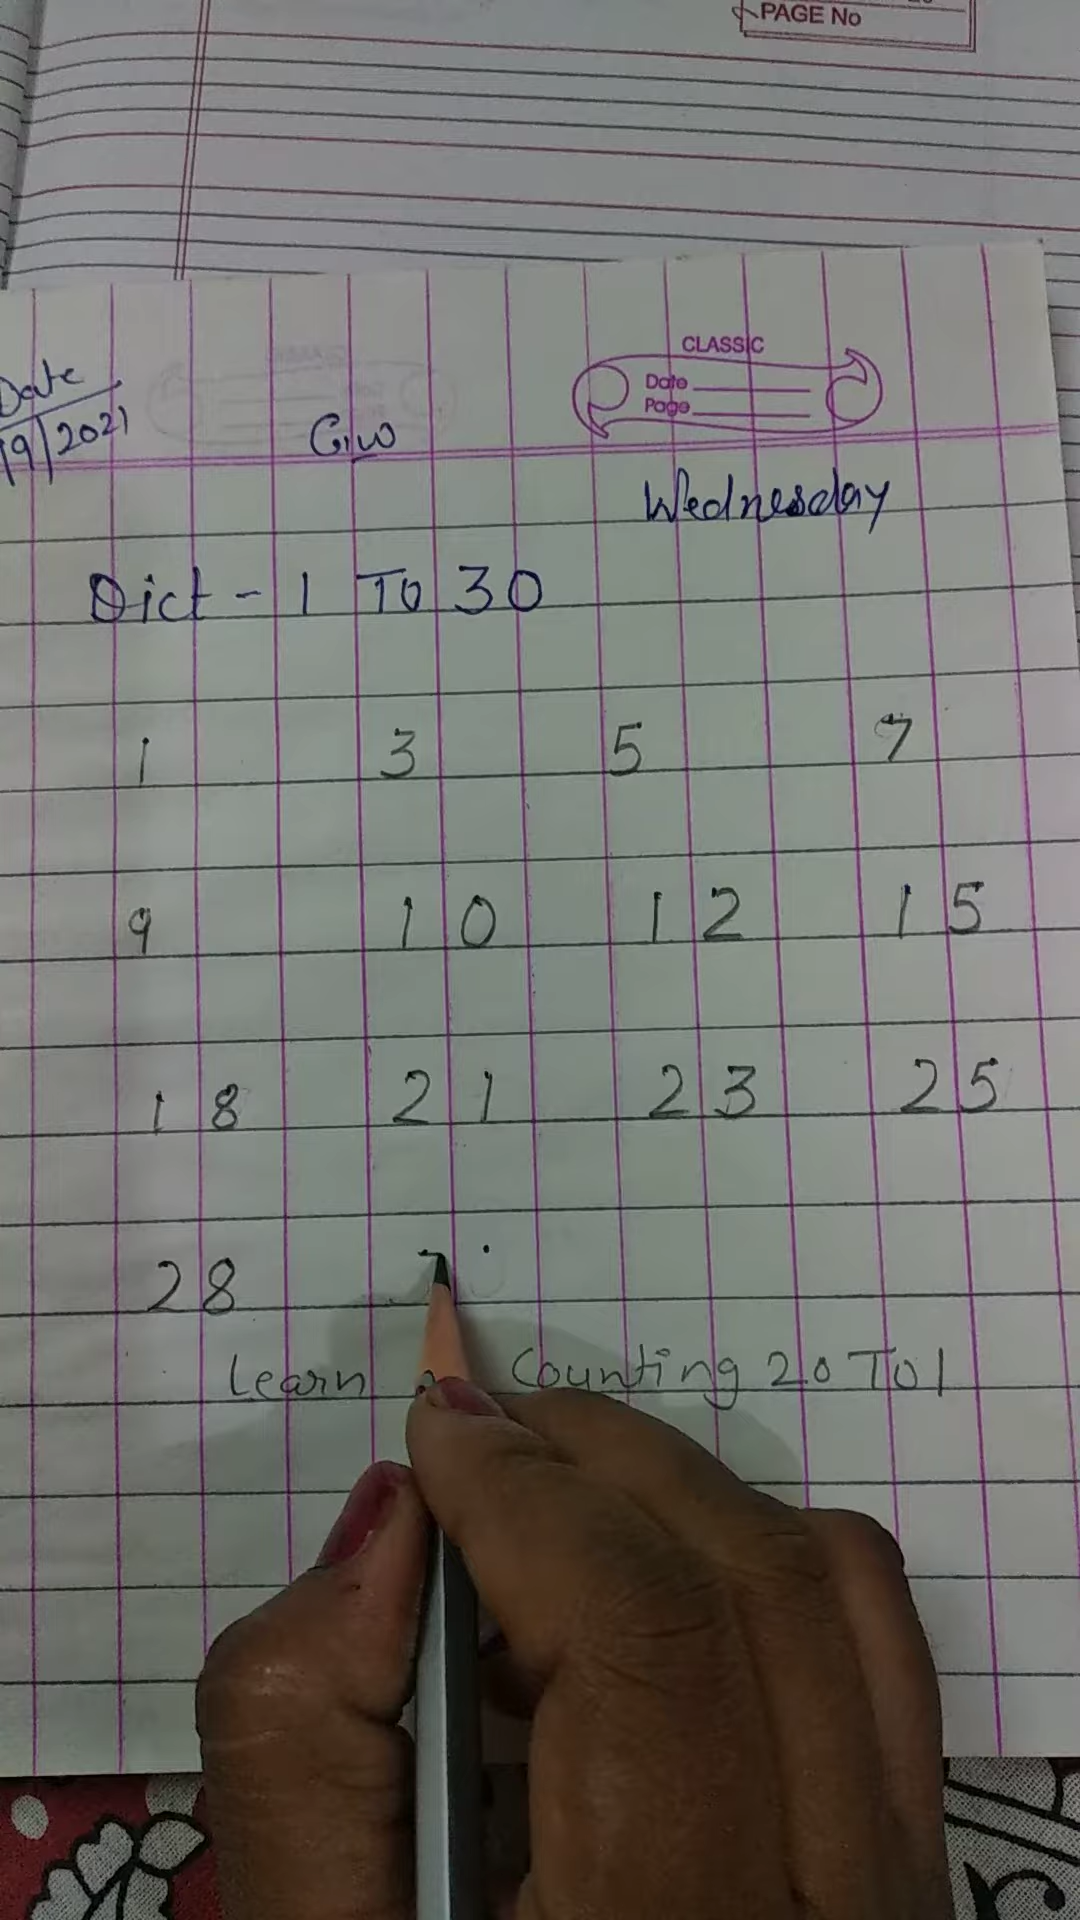 PAGE No
CLASSIC
Date
Page
Date
9/2021
C.W
Wednesday
Dict - 1 TO 30
1 3 5 7
9 10 12 15
18 21 23 25
28
Learn Counting 20 TO 1